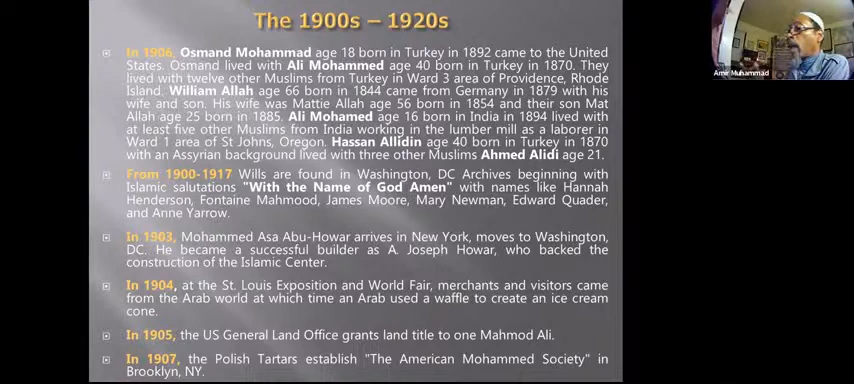 The 1900s – 1920s
In 1906, Osmand Mohammad age 18 born in Turkey in 1892 came to the United
States. Osmand lived with Ali Mohammed age 40 born in Turkey in 1870. They
lived with twelve other Muslims from Turkey in Ward 3 area of Providence, Rhode
Island. William Allah age 66 born in 1844 came from Germany in 1879 with his
wife and son. His wife was Mattie Allah age 56 born in 1854 and their son Mat
Allah age 25 born in 1885. Ali Mohamed age 16 born in India in 1894 lived with
at least five other Muslims from India working in the lumber mill as a laborer in
Ward 1 area of St Johns, Oregon. Hassan Allidin age 40 born in Turkey in 1870
with an Assyrian background lived with three other Muslims Ahmed Alidi age 21.
From 1900-1917 Wills are found in Washington, DC Archives beginning with
Islamic salutations "With the Name of God Amen" with names like Hannah
Henderson, Fontaine Mahmood, James Moore, Mary Newman, Edward Quader,
and Anne Yarrow.
In 1903, Mohammed Asa Abu-Howar arrives in New York, moves to Washington,
DC. He became a successful builder as A. Joseph Howar, who backed the
construction of the Islamic Center.
In 1904, at the St. Louis Exposition and World Fair, merchants and visitors came
from the Arab world at which time an Arab used a waffle to create an ice cream
cone.
In 1905, the US General Land Office grants land title to one Mahmod Ali.
In 1907, the Polish Tartars establish "The American Mohammed Society" in
Brooklyn, NY.
Amir Muhammad